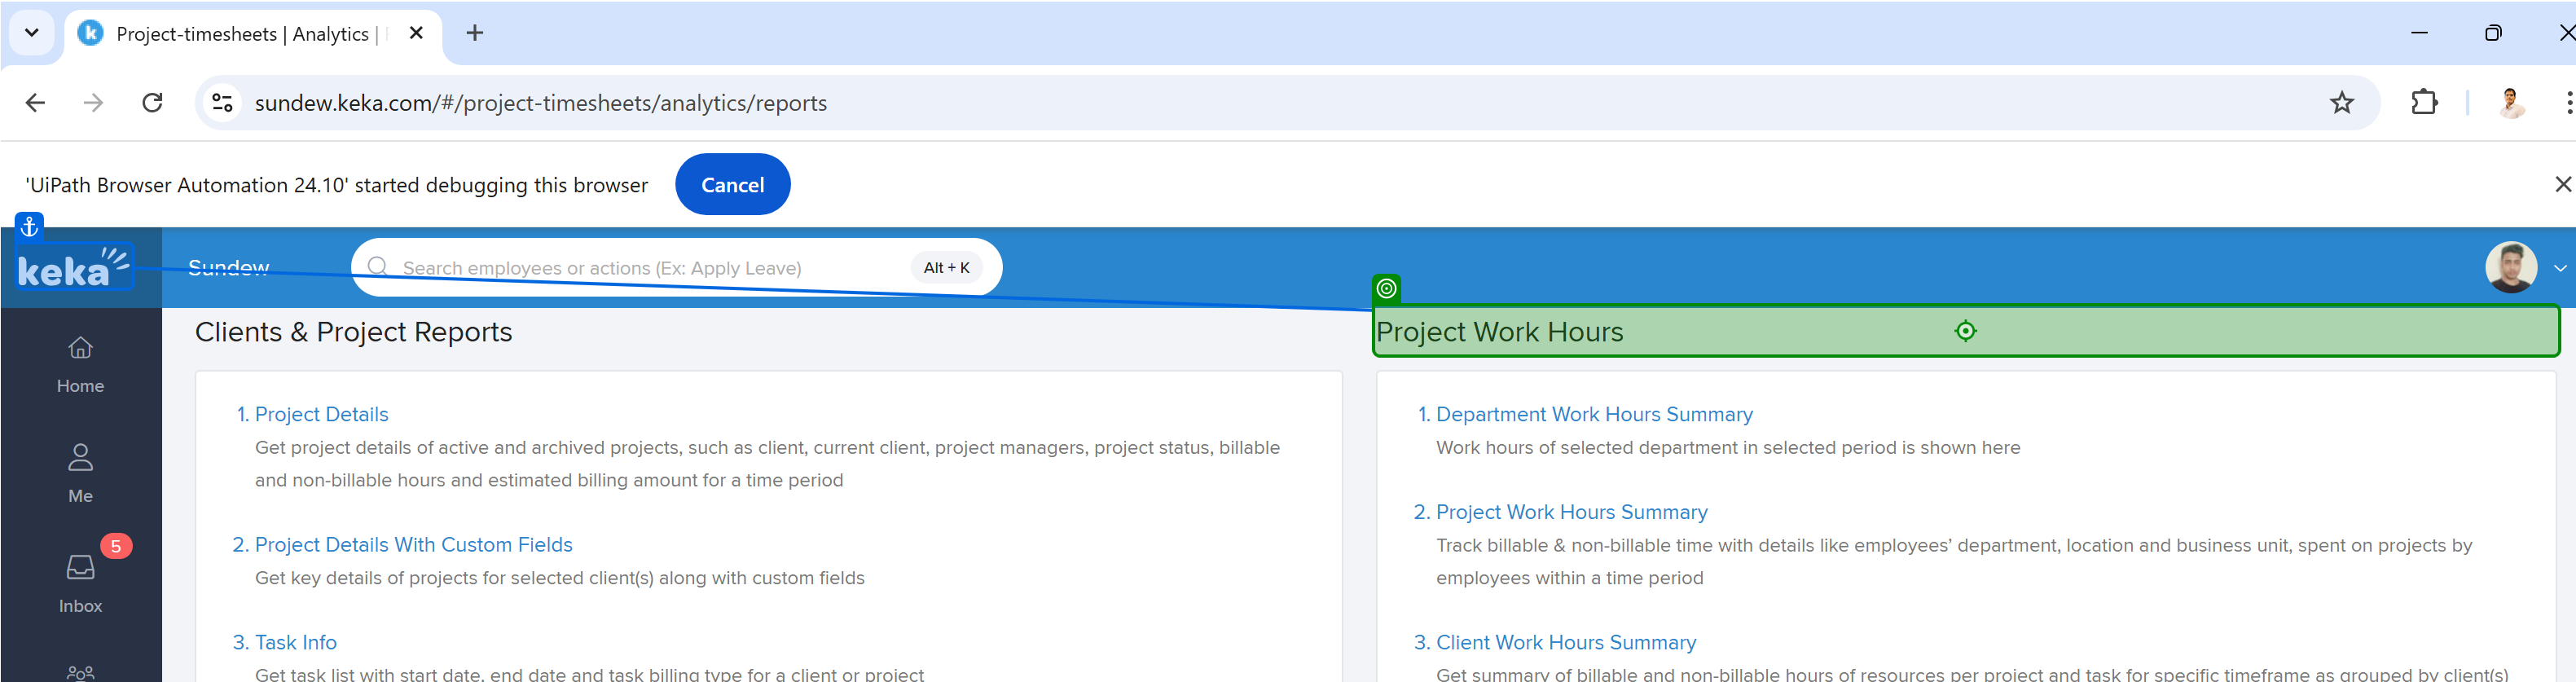 Project-timesheets | Analytics |
sundew.keka.com/#/project-timesheets/analytics/reports
'UiPath Browser Automation 24.10' started debugging this browser
Cancel
keka
Sundew
Search employees or actions (Ex: Apply Leave)
Alt + K
Clients & Project Reports
Project Work Hours
Home
Me
5
Inbox
1. Project Details
Get project details of active and archived projects, such as client, current client, project managers, project status, billable
and non-billable hours and estimated billing amount for a time period
2. Project Details With Custom Fields
Get key details of projects for selected client(s) along with custom fields
3. Task Info
Get task list with start date, end date and task billing type for a client or project
1. Department Work Hours Summary
Work hours of selected department in selected period is shown here
2. Project Work Hours Summary
Track billable & non-billable time with details like employees’ department, location and business unit, spent on projects by
employees within a time period
3. Client Work Hours Summary
Get summary of billable and non-billable hours of resources per project and task for specific timeframe as grouped by client(s)